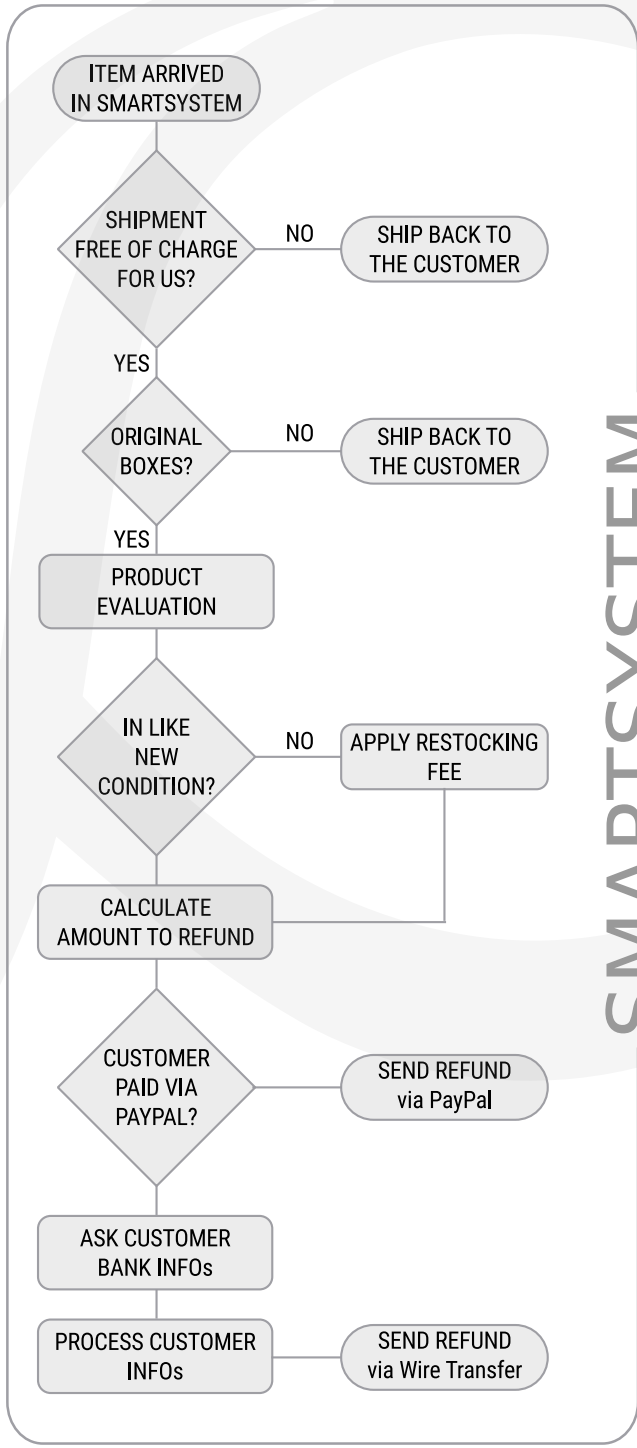 ITEM ARRIVED
IN SMARTSYSTEM
SHIPMENT
FREE OF CHARGE
FOR US?
NO
SHIP BACK TO
THE CUSTOMER
YES
ORIGINAL
BOXES?
NO
SHIP BACK TO
THE CUSTOMER
YES
PRODUCT
EVALUATION
IN LIKE
NEW
CONDITION?
NO
APPLY RESTOCKING
FEE
CALCULATE
AMOUNT TO REFUND
CUSTOMER
PAID VIA
PAYPAL?
SEND REFUND
via PayPal
ASK CUSTOMER
BANK INFOs
PROCESS CUSTOMER
INFOs
SEND REFUND
via Wire Transfer
SMARTSYSTEM